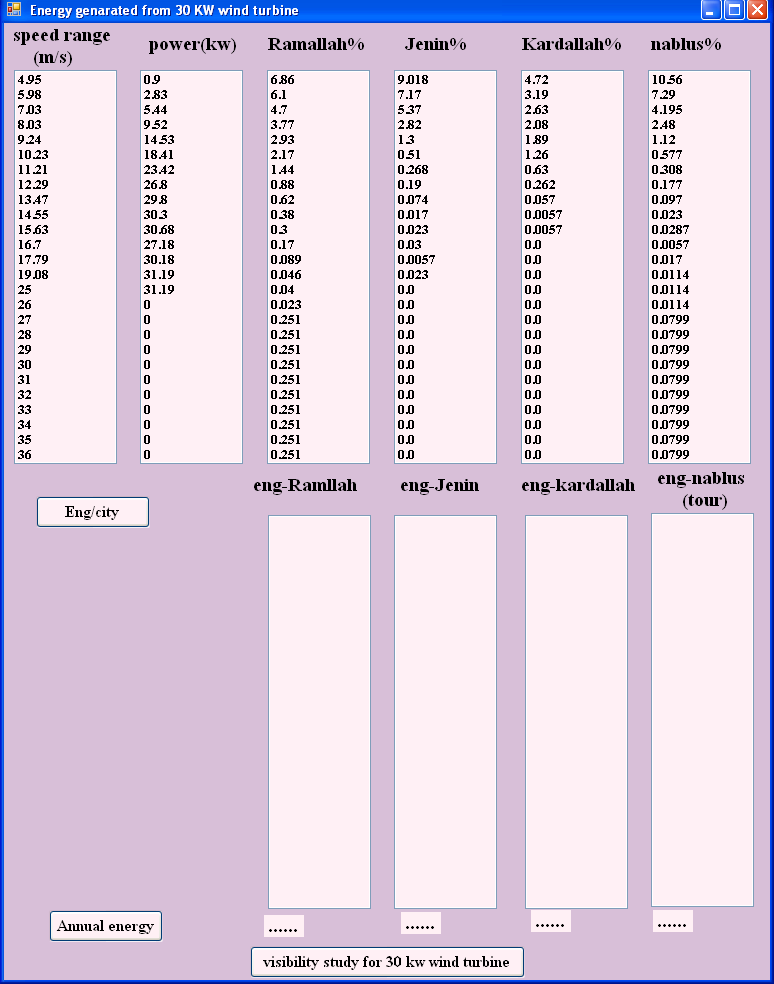 Energy genarated from 30 KW wind turbine
speed range
(m/s)
power(kw)
Ramallah%
Jenin%
Kardallah%
nablus%
4.95 0.9 6.86 9.018 4.72 10.56
5.98 2.83 6.1 7.17 3.19 7.29
7.03 5.44 4.7 5.37 2.63 4.195
8.03 9.52 3.77 2.82 2.08 2.48
9.24 14.53 2.93 1.3 1.89 1.12
10.23 18.41 2.17 0.51 1.26 0.577
11.21 23.42 1.44 0.268 0.63 0.308
12.29 26.8 0.88 0.19 0.262 0.177
13.47 29.8 0.62 0.074 0.057 0.097
14.55 30.3 0.38 0.017 0.0057 0.023
15.63 30.68 0.3 0.023 0.0057 0.0287
16.7 27.18 0.17 0.03 0.0 0.0057
17.79 30.18 0.089 0.0057 0.0 0.017
19.08 31.19 0.046 0.023 0.0 0.0114
25 31.19 0.04 0.0 0.0 0.0114
26 0 0.023 0.0 0.0 0.0114
27 0 0.251 0.0 0.0 0.0799
28 0 0.251 0.0 0.0 0.0799
29 0 0.251 0.0 0.0 0.0799
30 0 0.251 0.0 0.0 0.0799
31 0 0.251 0.0 0.0 0.0799
32 0 0.251 0.0 0.0 0.0799
33 0 0.251 0.0 0.0 0.0799
34 0 0.251 0.0 0.0 0.0799
35 0 0.251 0.0 0.0 0.0799
36 0 0.251 0.0 0.0 0.0799
eng-Ramllah
eng-Jenin
eng-kardallah
eng-nablus
(tour)
Eng/city
Annual energy
......
......
......
......
visibility study for 30 kw wind turbine